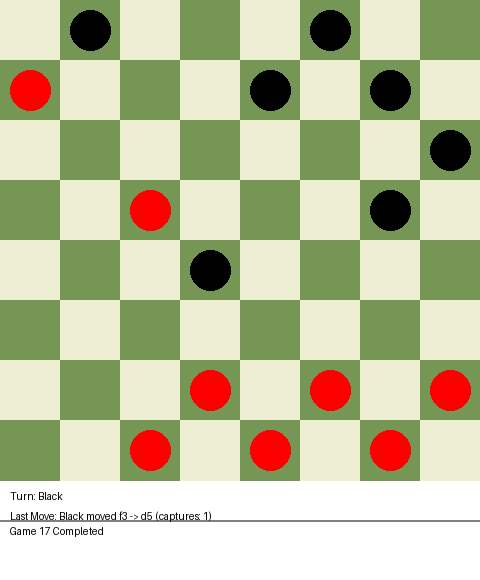 Turn: Black
Last Move: Black moved f3 -> d5 (captures: 1)
Game 17 Completed